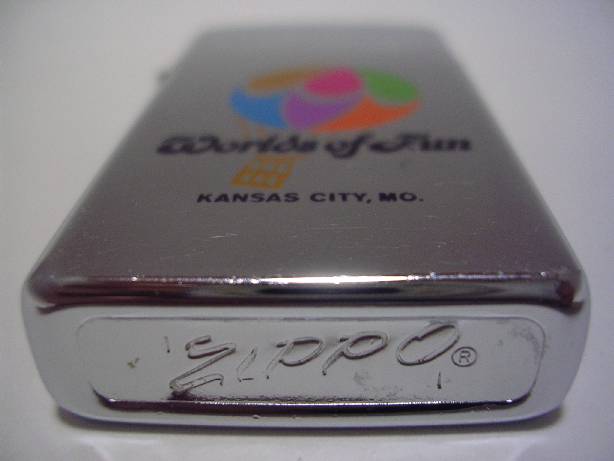 Worlds of Fun
KANSAS CITY, MO.
ZIPPO®